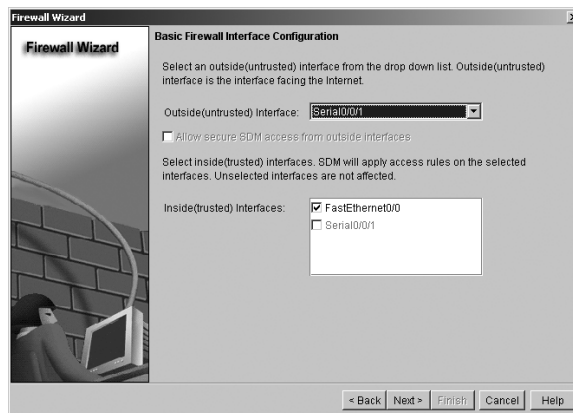 Firewall Wizard
Firewall Wizard
Basic Firewall Interface Configuration
Select an outside(untrusted) interface from the drop down list. Outside(untrusted)
interface is the interface facing the Internet.
Outside(untrusted) Interface: Serial0/0/1
Allow secure SDM access from outside interfaces
Select inside(trusted) interfaces. SDM will apply access rules on the selected
interfaces. Unselected interfaces are not affected.
Inside(trusted) Interfaces: FastEthernet0/0
Serial0/0/1
< Back Next > Finish Cancel Help